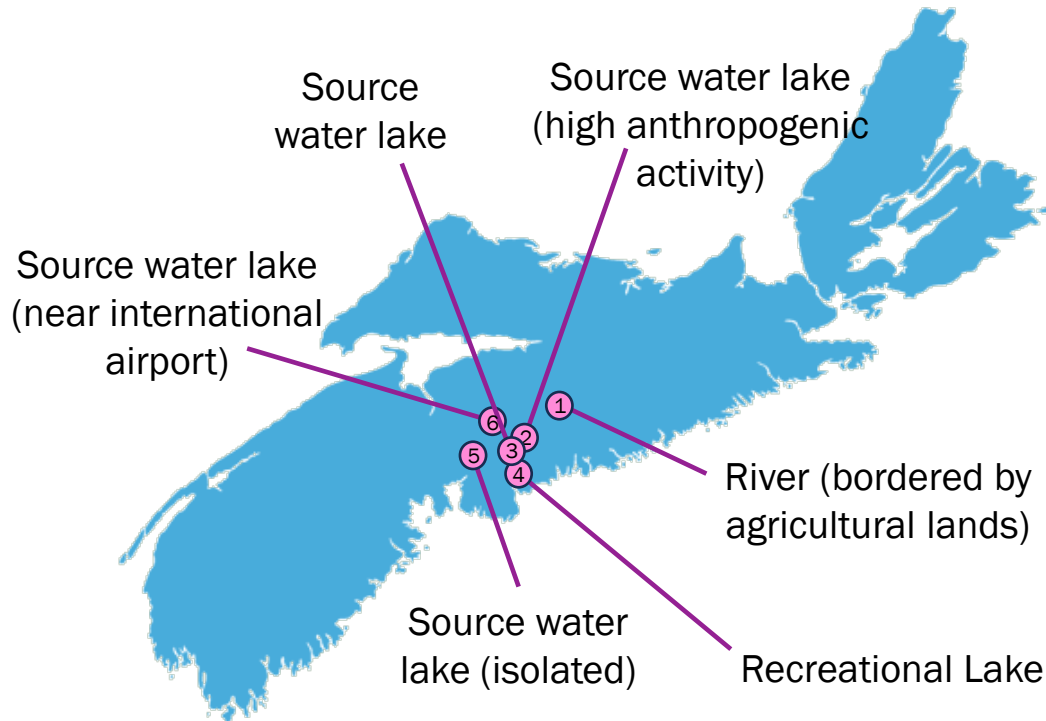 Source
water lake
Source water lake
(high anthropogenic
activity)
Source water lake
(near international
airport)
1
6
2
3
5
4
River (bordered by
agricultural lands)
Source water
lake (isolated)
Recreational Lake